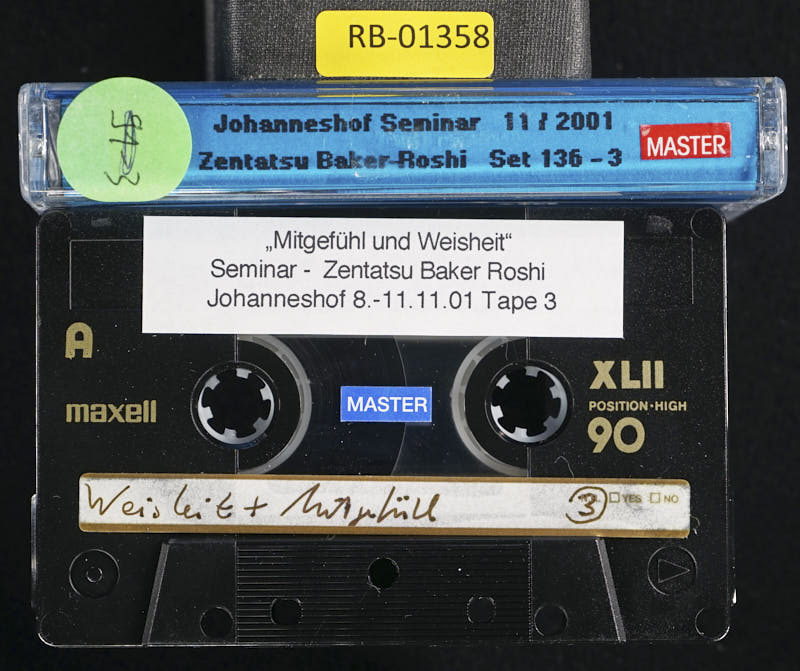 RB-01358
Johanneshof Seminar 11 / 2001
Zentatsu Baker-Roshi Set 136 - 3
MASTER
„Mitgefühl und Weisheit“
Seminar - Zentatsu Baker Roshi
Johanneshof 8.-11.11.01 Tape 3
A
maxell
MASTER
XLII
POSITION·HIGH
90
Weisheit + Mitgefühl 3
YES NO